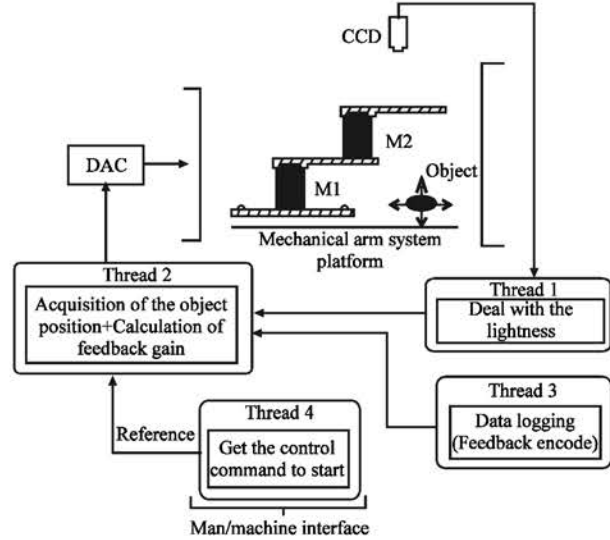 CCD
M2
DAC
Object
M1
Mechanical arm system
platform
Thread 2
Acquisition of the object
position+Calculation of
feedback gain
Thread 1
Deal with the
lightness
Thread 3
Data logging
(Feedback encode)
Thread 4
Reference
Get the control
command to start
Man/machine interface